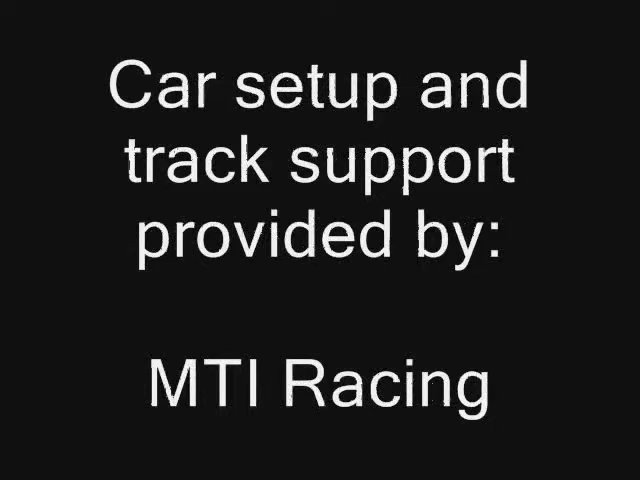 Car setup and
track support
provided by:
MTI Racing